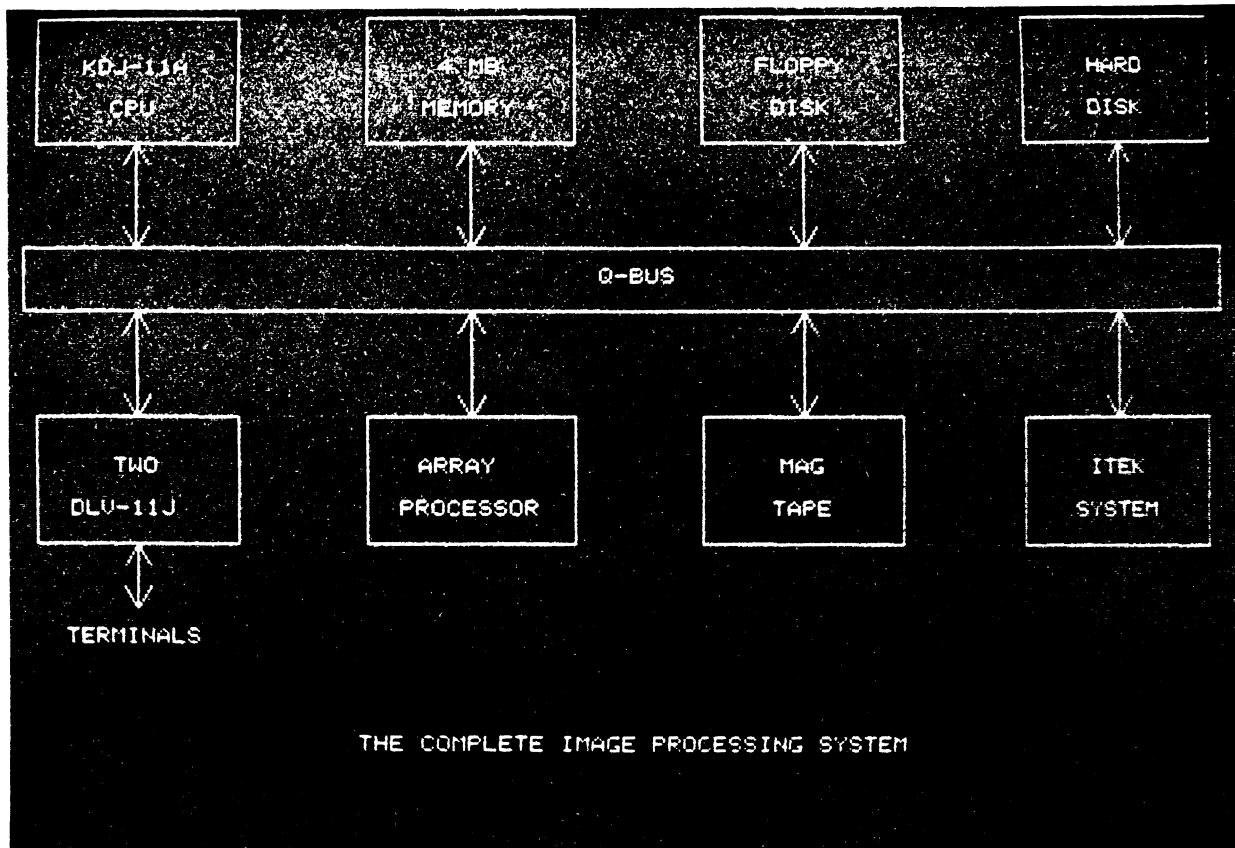 KDJ-11A
CPU
4 MB
MEMORY
FLOPPY
DISK
HARD
DISK
Q-BUS
TWO
DLV-11J
ARRAY
PROCESSOR
MAG
TAPE
ITEK
SYSTEM
TERMINALS
THE COMPLETE IMAGE PROCESSING SYSTEM